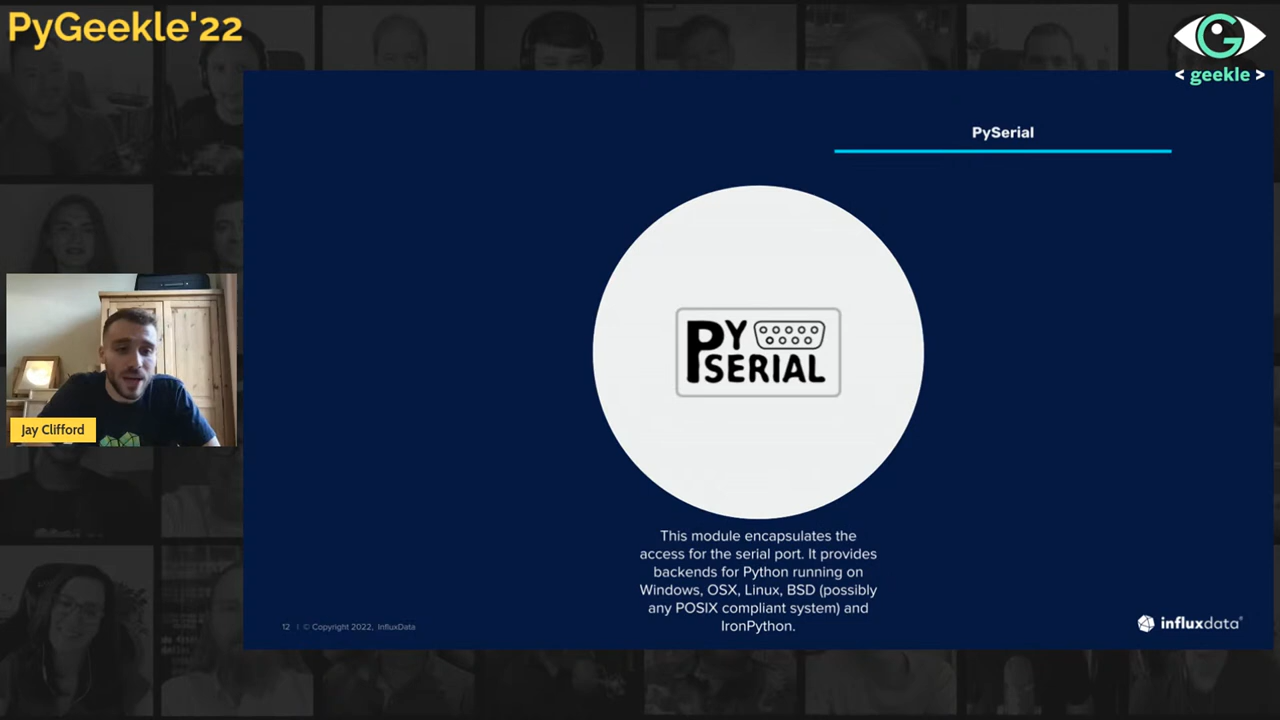 PyGeekle'22
< geekle >
PySerial
PY
SERIAL
Jay Clifford
This module encapsulates the
access for the serial port. It provides
backends for Python running on
Windows, OSX, Linux, BSD (possibly
any POSIX compliant system) and
IronPython.
12 | © Copyright 2022, InfluxData
influxdata®